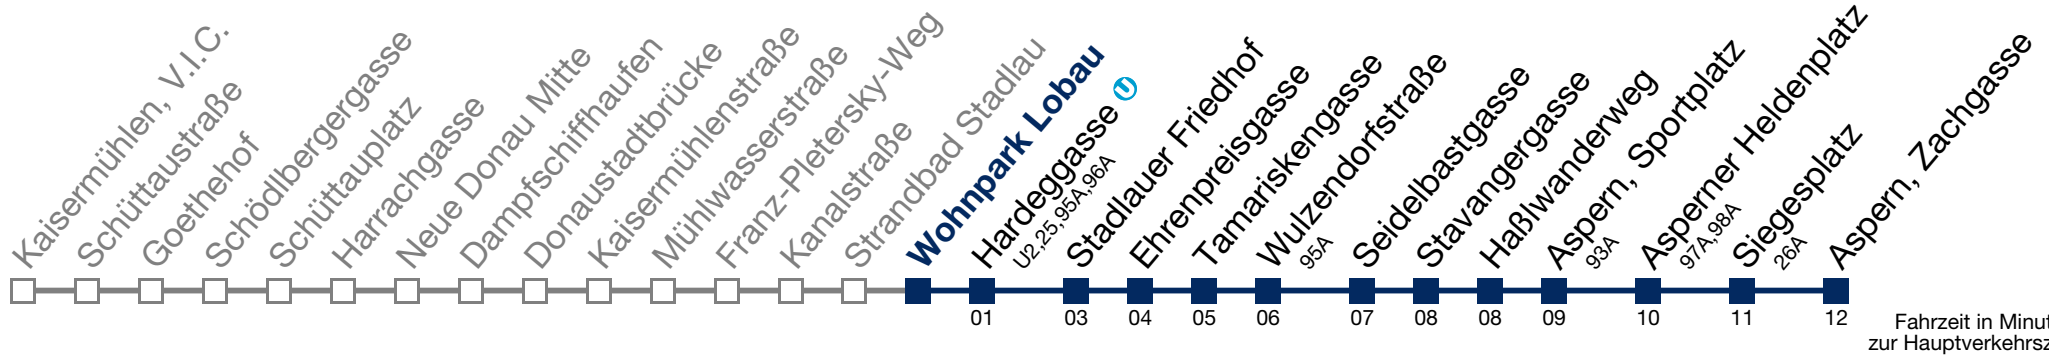 Kaisermühlen, V.I.C.
Schüttaustraße
Goethehof
Schödlbergergasse
Schüttauplatz
Harrachgasse
Neue Donau Mitte
Dampfschiffhaufen
Donaustadtbrücke
Kaisermühlenstraße
Mühlwasserstraße
Franz-Pletersky-Weg
Kanalstraße
Strandbad Stadlau
Wohnpark Lobau
Hardeggasse U
U2,25,95A,96A
Stadlauer Friedhof
Ehrenpreisgasse
Tamariskengasse
Wulzendorfstraße
95A
Seidelbastgasse
Stavangergasse
Haßlwanderweg
Aspern, Sportplatz
93A
Asperner Heldenplatz
97A,98A
Siegesplatz
26A
Aspern, Zachgasse
01 03 04 05 06 07 08 08 09 10 11 12
Fahrzeit in Minut
zur Hauptverkehrsz